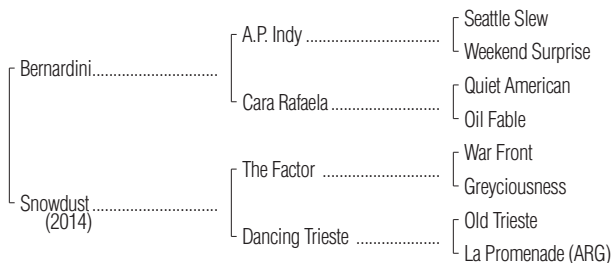 Seattle Slew
A.P. Indy ..................................
Weekend Surprise
Bernardini................................
Quiet American
Cara Rafaela ...........................
Oil Fable
War Front
The Factor ..............................
Greyciousness
Snowdust ................................
(2014)
Old Trieste
Dancing Trieste .....................
La Promenade (ARG)